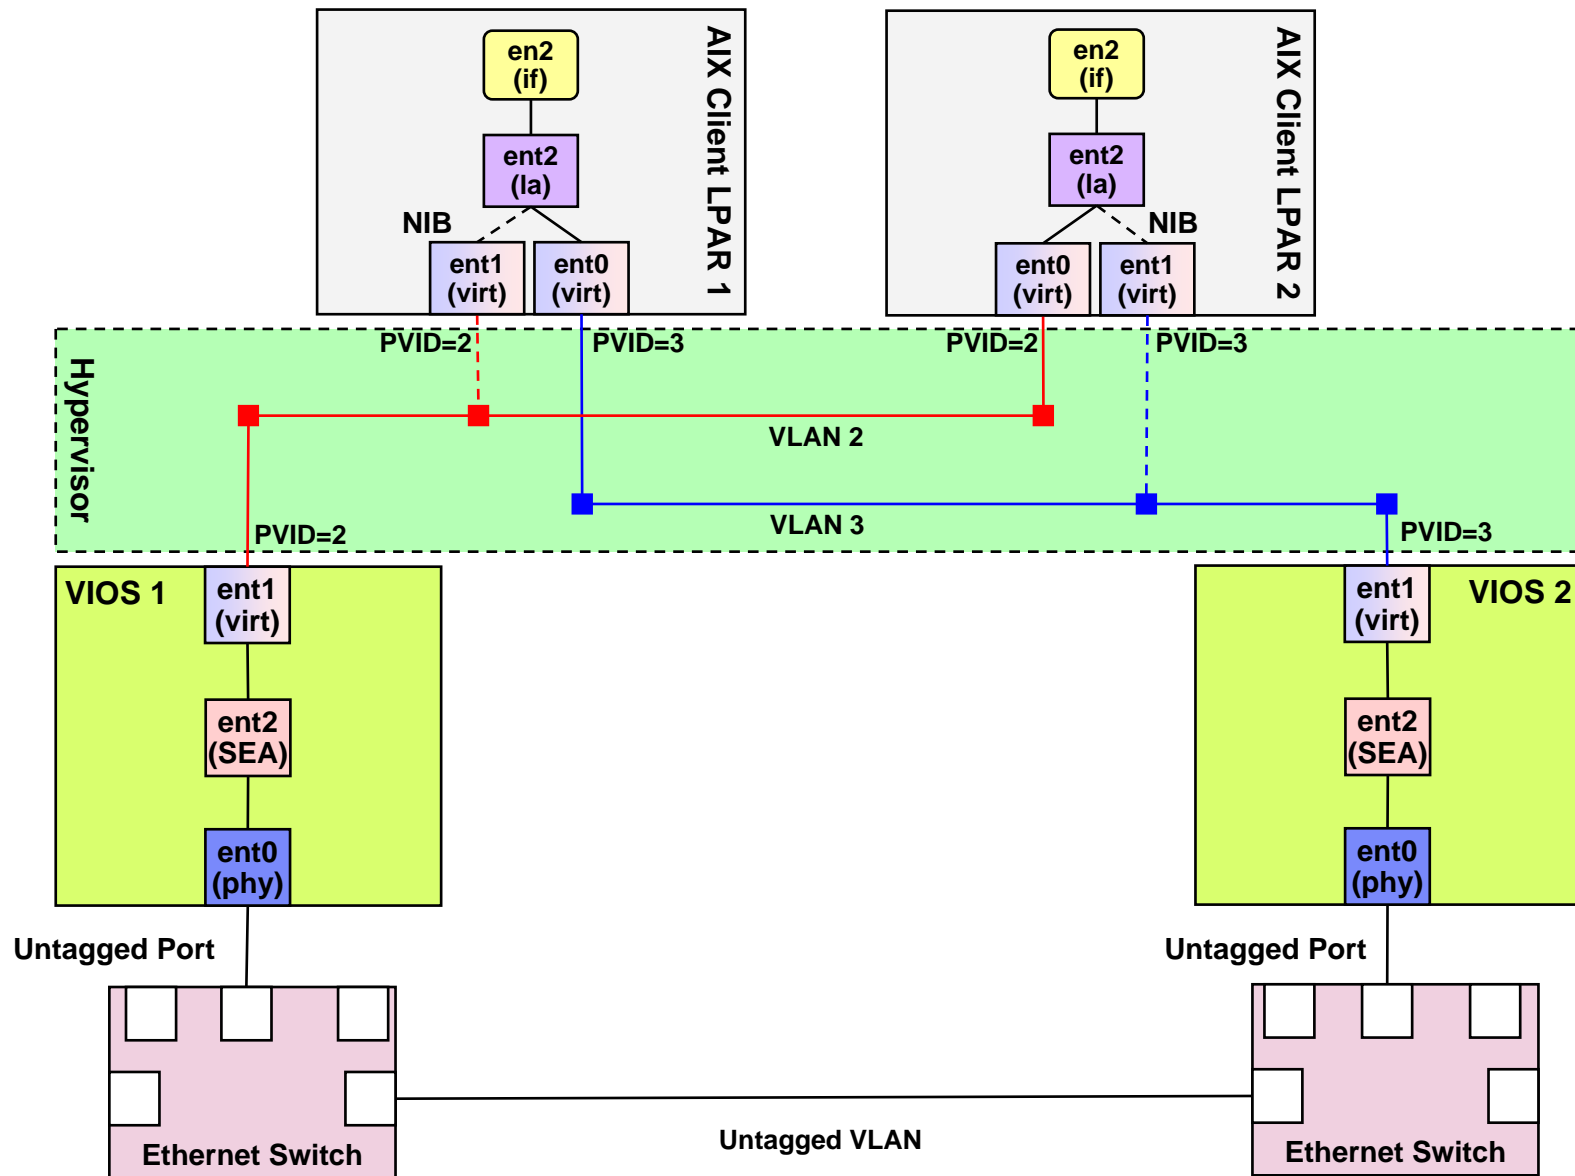 en2
(if)
ent2
(la)
NIB
ent1
(virt)
ent0
(virt)
AIX Client LPAR 1
en2
(if)
ent2
(la)
NIB
ent0
(virt)
ent1
(virt)
AIX Client LPAR 2
Hypervisor
PVID=2
PVID=3
PVID=2
PVID=3
VLAN 2
VLAN 3
PVID=2
PVID=3
VIOS 1
ent1
(virt)
ent2
(SEA)
ent0
(phy)
VIOS 2
ent1
(virt)
ent2
(SEA)
ent0
(phy)
Untagged Port
Untagged Port
Ethernet Switch
Untagged VLAN
Ethernet Switch